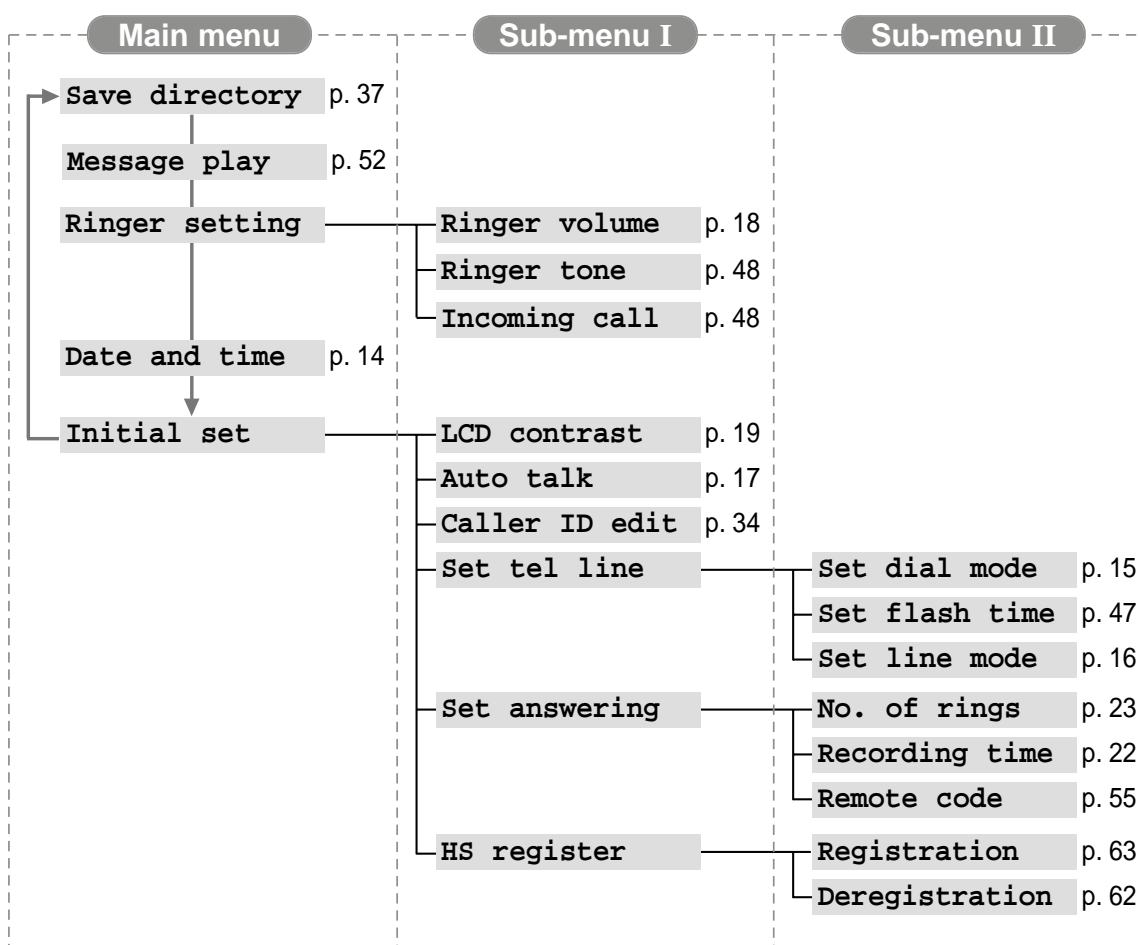 Main menu Sub-menu I Sub-menu II
Save directory p. 37
Message play p. 52
Ringer setting Ringer volume p. 18
Ringer tone p. 48
Incoming call p. 48
Date and time p. 14
Initial set LCD contrast p. 19
Auto talk p. 17
Caller ID edit p. 34
Set tel line Set dial mode p. 15
Set flash time p. 47
Set line mode p. 16
Set answering No. of rings p. 23
Recording time p. 22
Remote code p. 55
HS register Registration p. 63
Deregistration p. 62